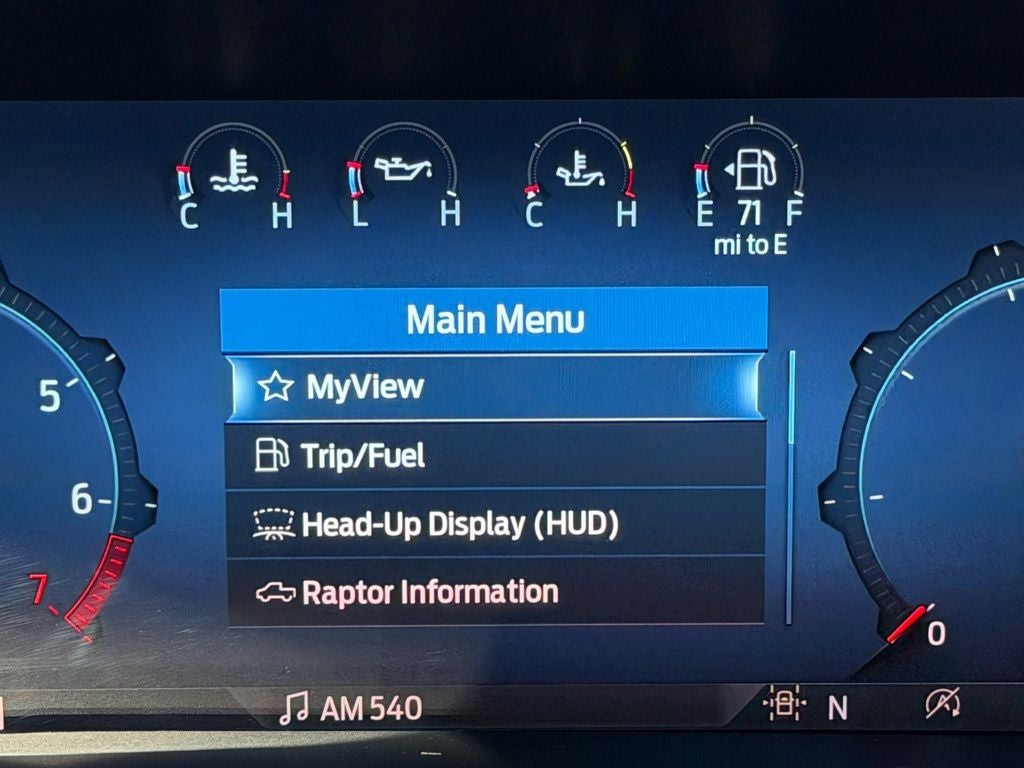 C H L H C H E 71 F
mi to E
Main Menu
MyView
5
Trip/Fuel
6
Head-Up Display (HUD)
7
Raptor Information
0
AM 540
N